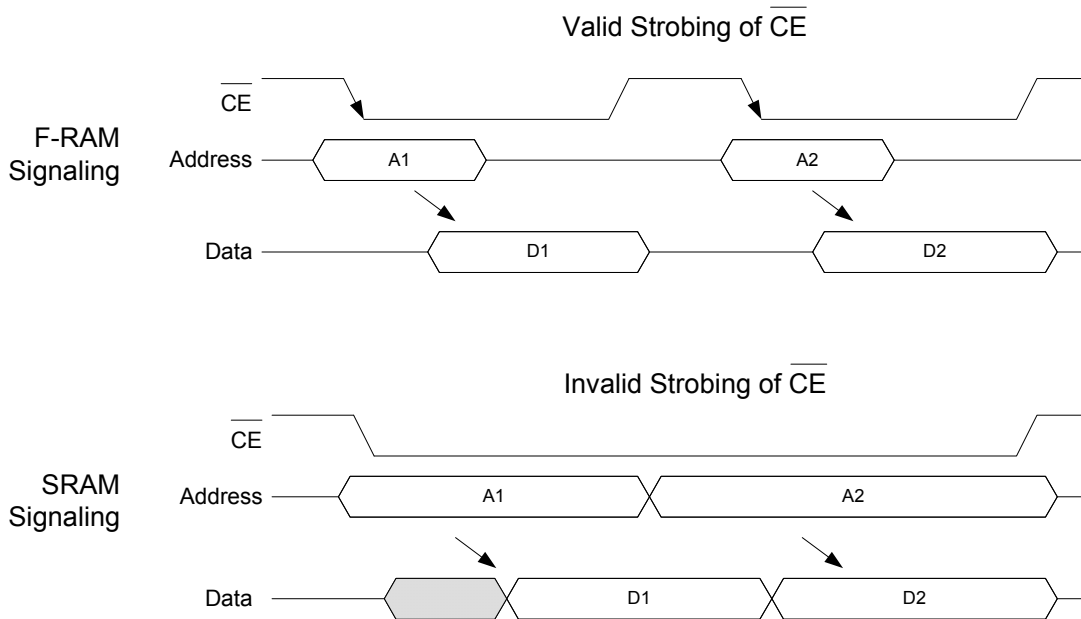 Valid Strobing of CE
CE
F-RAM
Signaling
Address
A1
A2
Data
D1
D2
Invalid Strobing of CE
CE
SRAM
Signaling
Address
A1
A2
Data
D1
D2